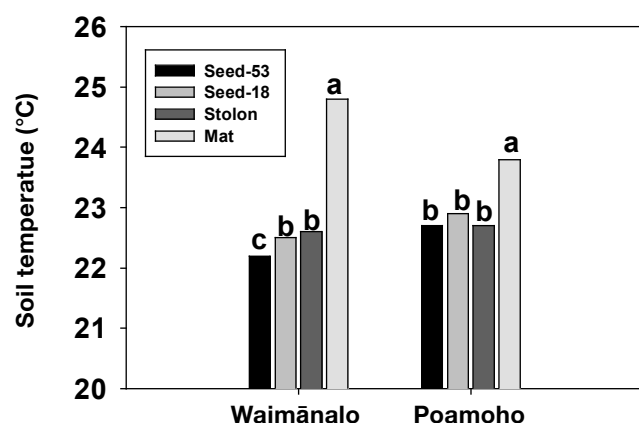 26
25
24
23
22
21
20
Soil temperatue (°C)
Seed-53
Seed-18
Stolon
Mat
c
b
b
a
b
b
b
a
Waimānalo
Poamoho